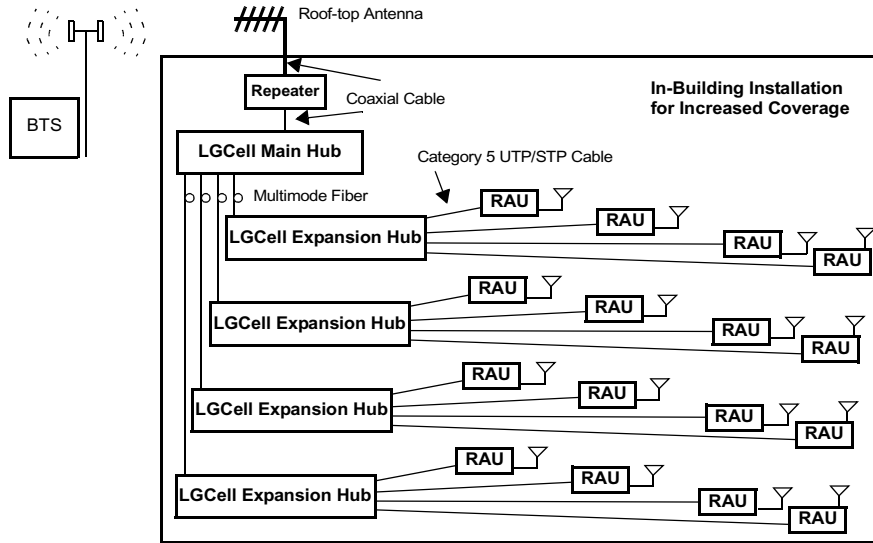 Roof-top Antenna
Repeater
Coaxial Cable
In-Building Installation
for Increased Coverage
BTS
LGCell Main Hub
Category 5 UTP/STP Cable
Multimode Fiber
RAU
RAU
RAU
RAU
LGCell Expansion Hub
RAU
RAU
RAU
RAU
LGCell Expansion Hub
RAU
RAU
RAU
RAU
LGCell Expansion Hub
RAU
RAU
RAU
RAU
LGCell Expansion Hub